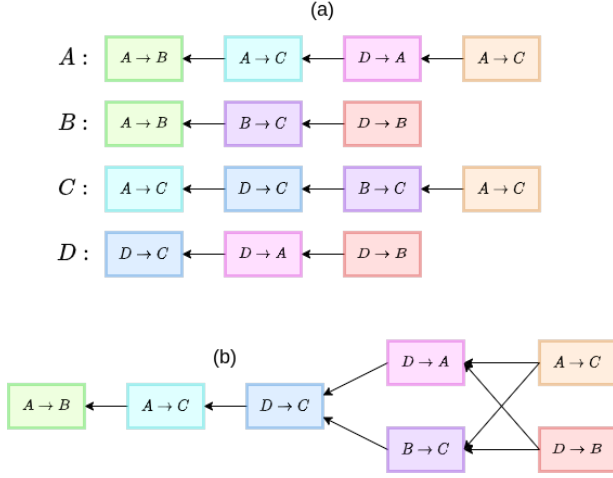 (a)
A : A → B A → C D → A A → C
B : A → B B → C D → B
C : A → C D → C B → C A → C
D : D → C D → A D → B
(b)
D → A A → C
A → B A → C D → C
B → C D → B